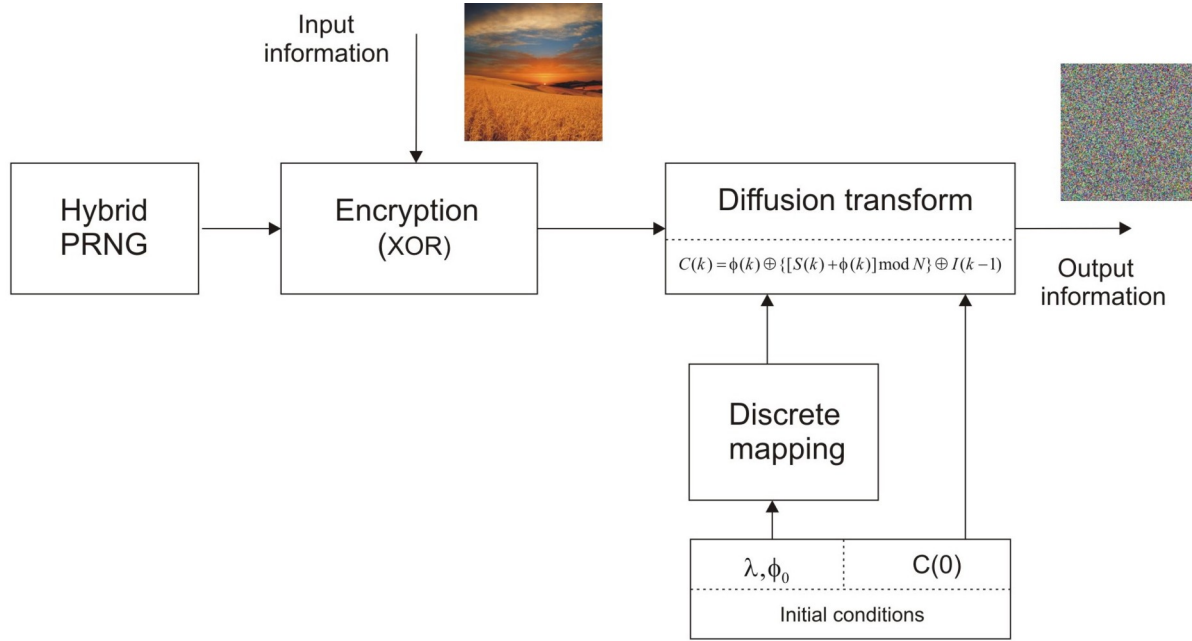 Input
information
Hybrid
PRNG
Encryption
(XOR)
Diffusion transform
C(k) = ϕ(k) ⊕ {[S(k) + ϕ(k)] mod N} ⊕ I(k−1)
Output
information
Discrete
mapping
λ,ϕ₀
C(0)
Initial conditions